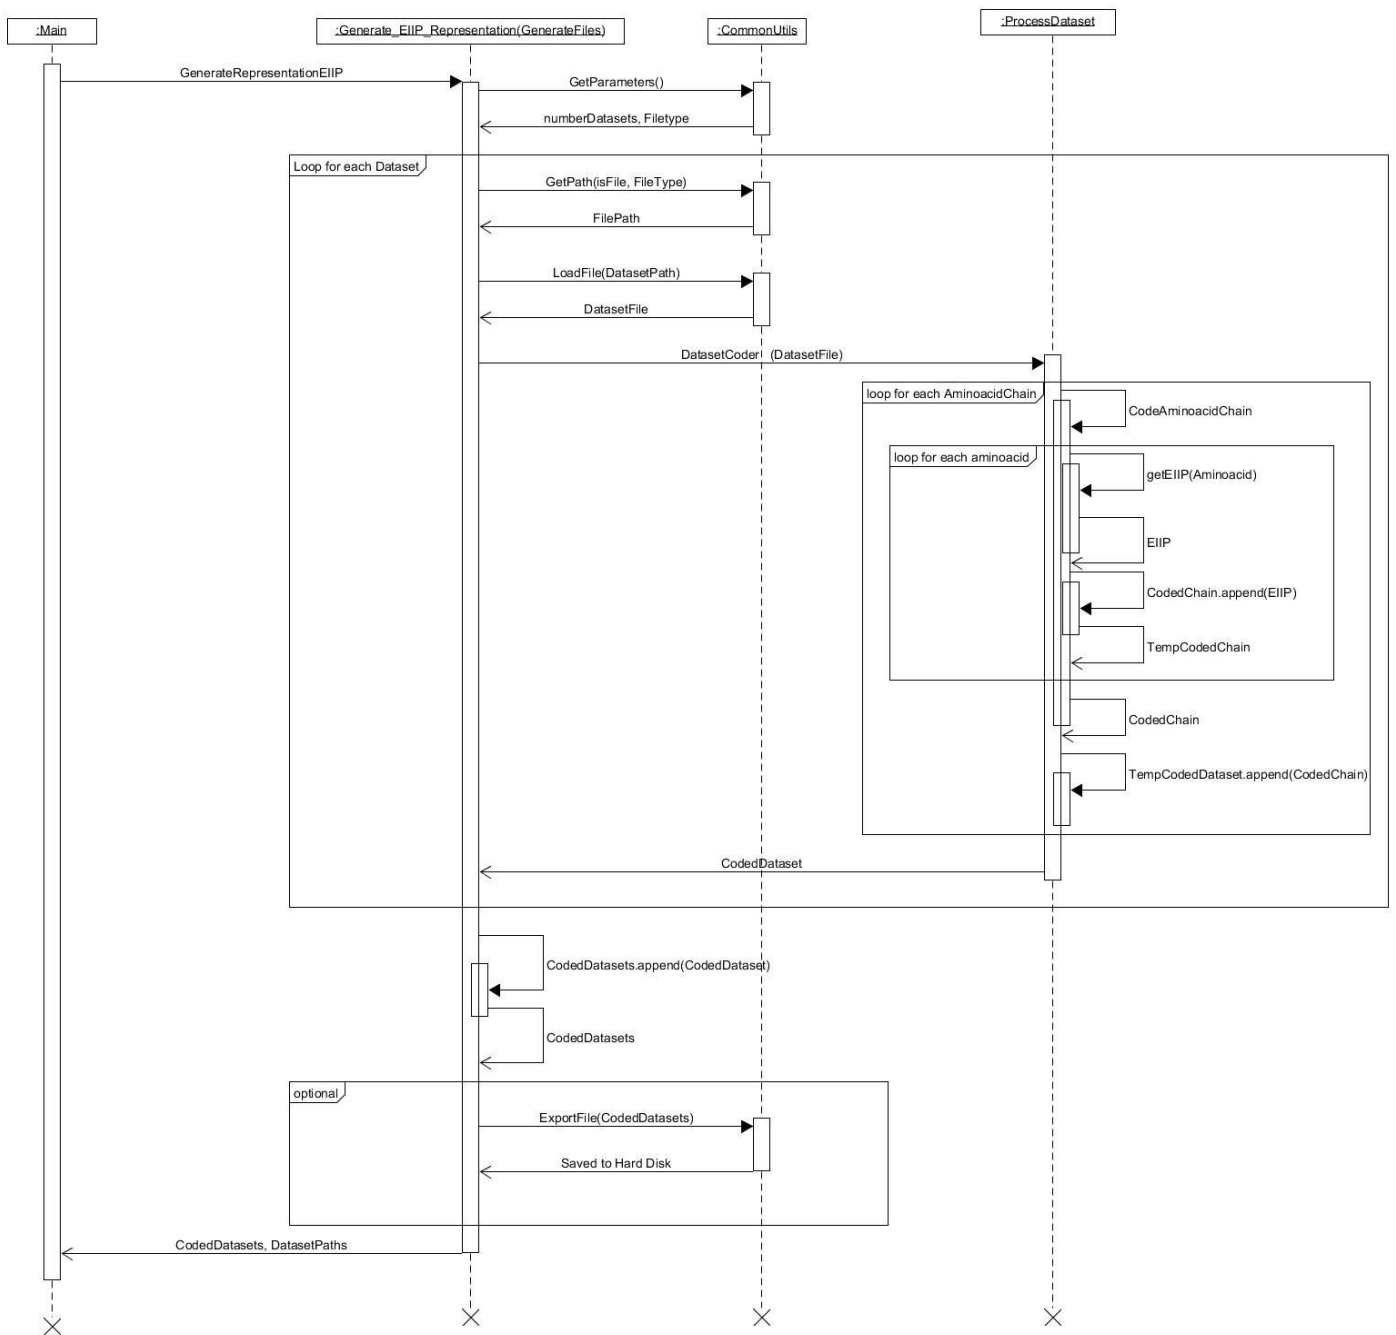 :Main
:Generate_EIIP_Representation(GenerateFiles)
:CommonUtils
:ProcessDataset
GenerateRepresentationEIIP
GetParameters()
numberDatasets, Filetype
Loop for each Dataset
GetPath(isFile, FileType)
FilePath
LoadFile(DatasetPath)
DatasetFile
DatasetCoder (DatasetFile)
loop for each AminoacidChain
CodeAminoacidChain
loop for each aminoacid
getEIIP(Aminoacid)
EIIP
CodedChain.append(EIIP)
TempCodedChain
CodedChain
TempCodedDataset.append(CodedChain)
CodedDataset
CodedDatasets.append(CodedDataset)
CodedDatasets
optional
ExportFile(CodedDatasets)
Saved to Hard Disk
CodedDatasets, DatasetPaths